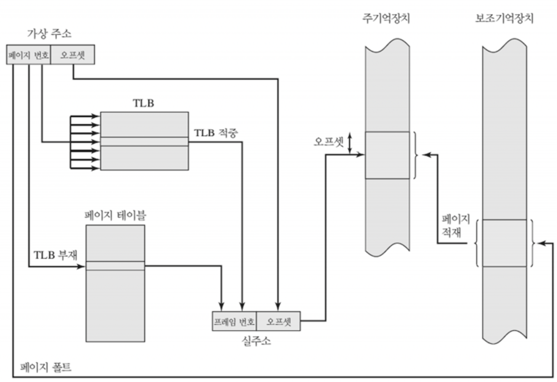 주기억장치
보조기억장치
가상 주소
페이지 번호
오프셋
TLB
TLB 적중
오프셋
페이지 테이블
페이지
적재
TLB 부재
프레임 번호
오프셋
실주소
페이지 폴트